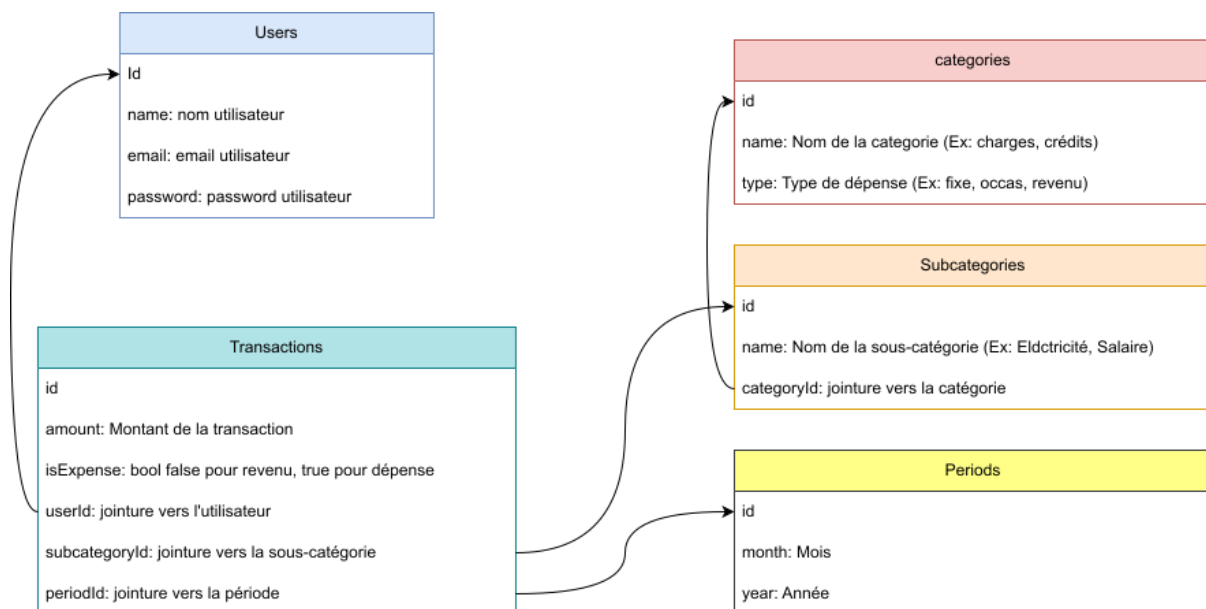 Users
Id
name: nom utilisateur
email: email utilisateur
password: password utilisateur
categories
id
name: Nom de la categorie (Ex: charges, crédits)
type: Type de dépense (Ex: fixe, occas, revenu)
Subcategories
id
name: Nom de la sous-catégorie (Ex: Eldctricité, Salaire)
categoryId: jointure vers la catégorie
Transactions
id
amount: Montant de la transaction
isExpense: bool false pour revenu, true pour dépense
userId: jointure vers l'utilisateur
subcategoryId: jointure vers la sous-catégorie
periodId: jointure vers la période
Periods
id
month: Mois
year: Année